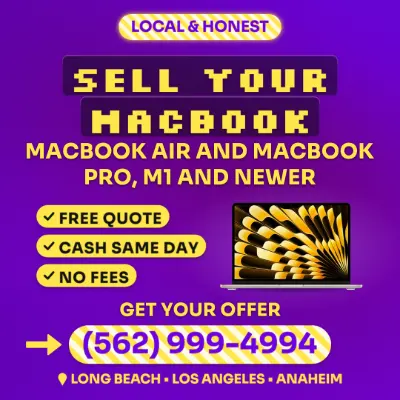 LOCAL & HONEST
SELL YOUR
MACBOOK
MACBOOK AIR AND MACBOOK
PRO, M1 AND NEWER
FREE QUOTE
CASH SAME DAY
NO FEES
GET YOUR OFFER
(562) 999-4994
LONG BEACH • LOS ANGELES • ANAHEIM